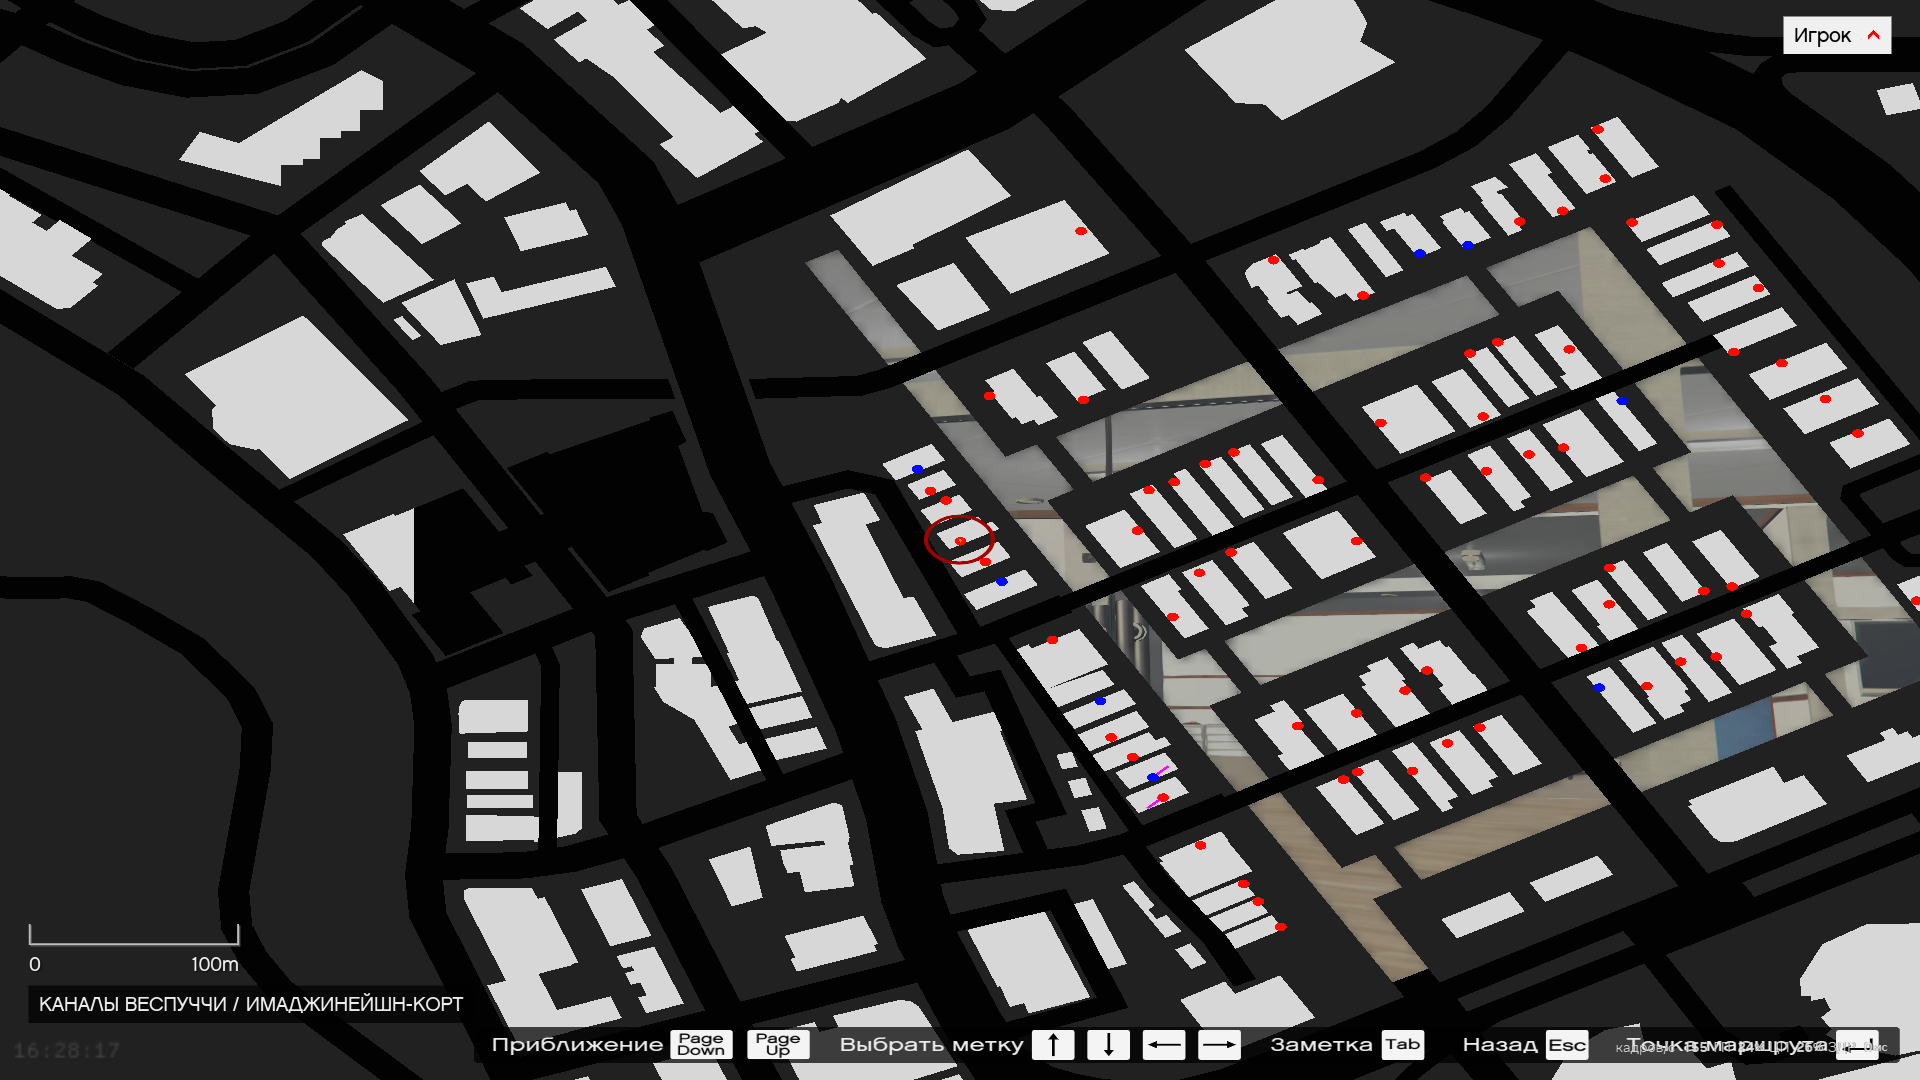 Игрок
0 100m
КАНАЛЫ ВЕСПУЧЧИ / ИМАДЖИНЕЙШН-КОРТ
16:28:17
Приближение Page Down Page Up Выбрать метку ↑ ↓ ← → Заметка Tab Назад Esc Точка маршрута